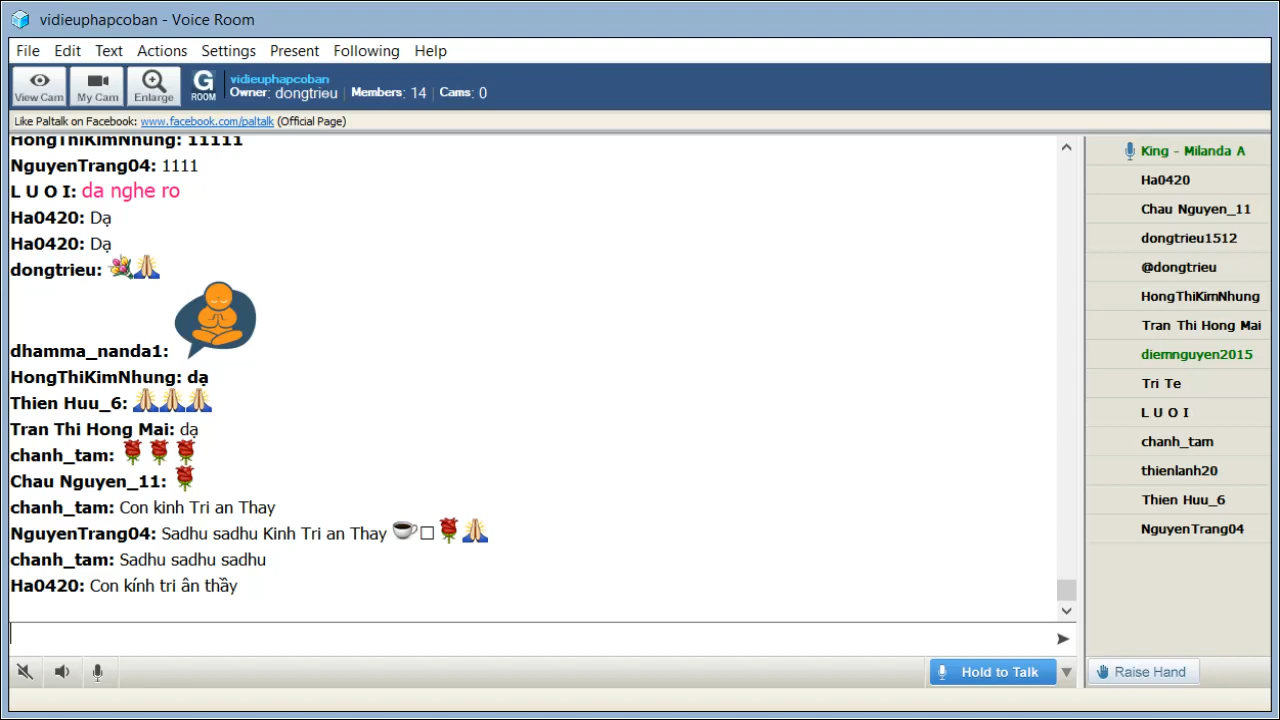 vidieuphapcoban - Voice Room
File Edit Text Actions Settings Present Following Help
View Cam My Cam Enlarge G ROOM
vidieuphapcoban
Owner: dongtrieu Members: 14 Cams: 0
Like Paltalk on Facebook: www.facebook.com/paltalk (Official Page)
HongThiKimNhung: 11111
NguyenTrang04: 1111
L U O I: da nghe ro
Ha0420: Dạ
Ha0420: Dạ
dongtrieu:
dhamma_nanda1:
HongThiKimNhung: dạ
Thien Huu_6:
Tran Thi Hong Mai: dạ
chanh_tam:
Chau Nguyen_11:
chanh_tam: Con kinh Tri an Thay
NguyenTrang04: Sadhu sadhu Kinh Tri an Thay
chanh_tam: Sadhu sadhu sadhu
Ha0420: Con kính tri ân thầy
King - Milanda A
Ha0420
Chau Nguyen_11
dongtrieu1512
@dongtrieu
HongThiKimNhung
Tran Thi Hong Mai
diemnguyen2015
Tri Te
L U O I
chanh_tam
thienlanh20
Thien Huu_6
NguyenTrang04
Hold to Talk
Raise Hand